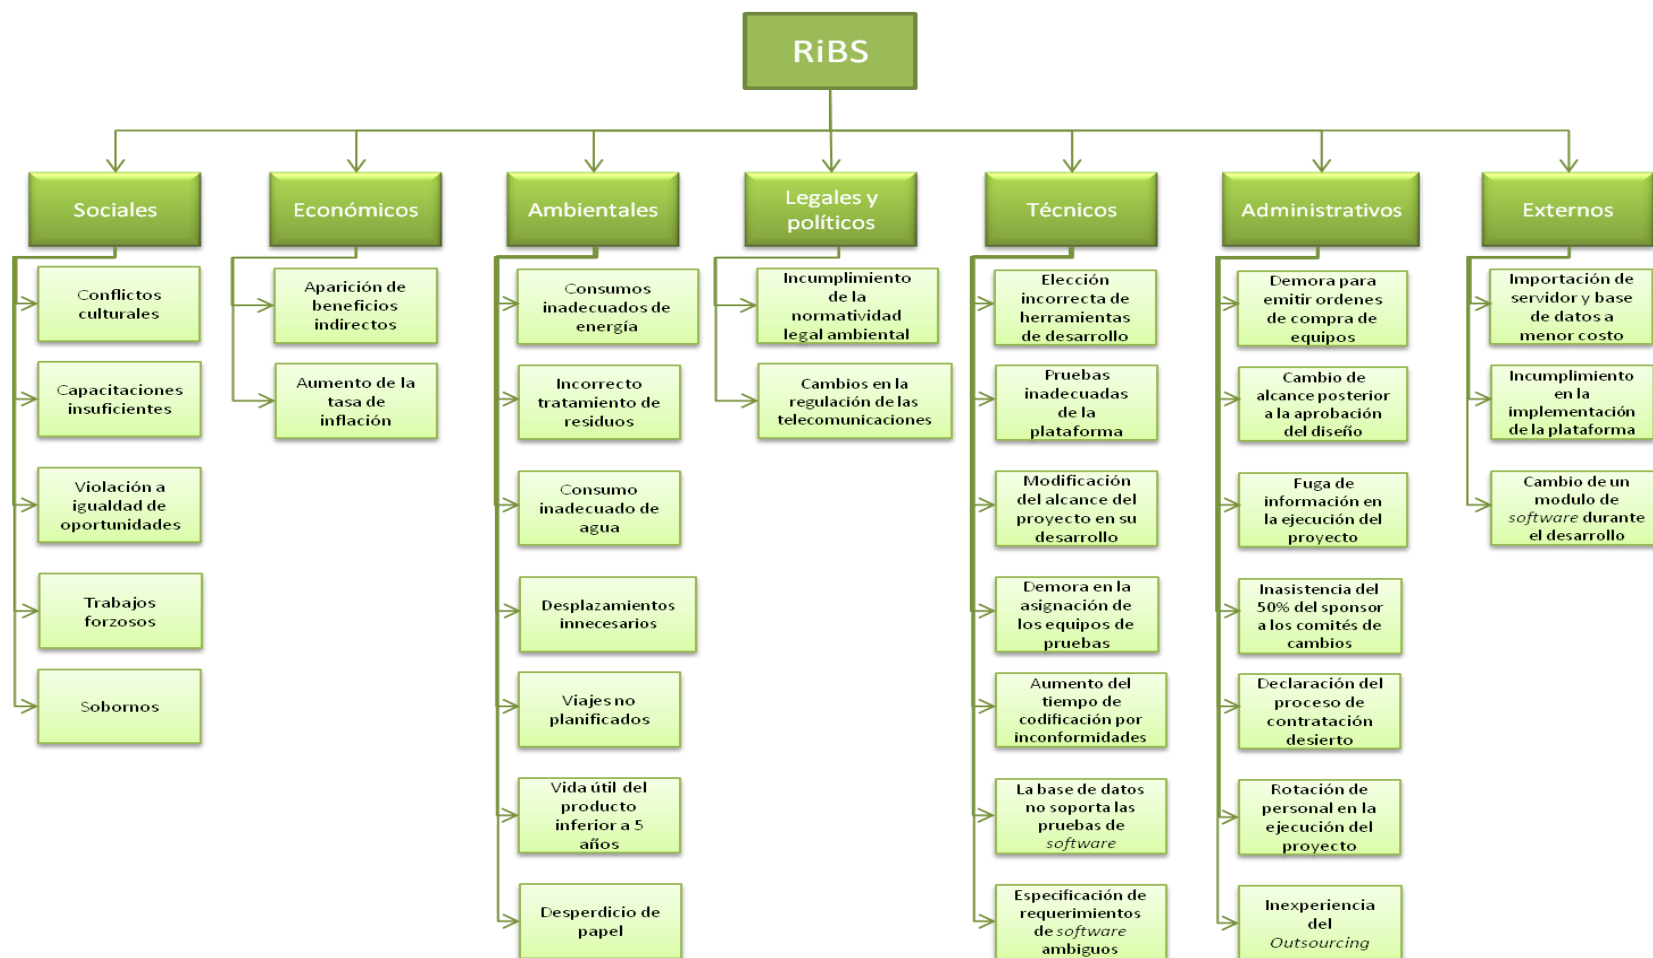 RiBS
Sociales
Económicos
Ambientales
Legales y
políticos
Técnicos
Administrativos
Externos
Conflictos
culturales
Capacitaciones
insuficientes
Violación a
igualdad de
oportunidades
Trabajos
forzosos
Sobornos
Aparición de
beneficios
indirectos
Aumento de la
tasa de
inflación
Consumos
inadecuados de
energía
Incorrecto
tratamiento de
residuos
Consumo
inadecuado de
agua
Desplazamientos
innecesarios
Viajes no
planificados
Vida útil del
producto
inferior a 5
años
Desperdicio de
papel
Incumplimiento
de la
normatividad
legal ambiental
Cambios en la
regulación de las
telecomunicaciones
Elección
incorrecta de
herramientas
de desarrollo
Pruebas
inadecuadas
de la
plataforma
Modificación
del alcance del
proyecto en su
desarrollo
Demora en la
asignación de
los equipos de
pruebas
Aumento del
tiempo de
codificación por
inconformidades
La base de datos
no soporta las
pruebas de
software
Especificación de
requerimientos
de software
ambiguos
Demora para
emitir ordenes
de compra de
equipos
Cambio de
alcance posterior
a la aprobación
del diseño
Fuga de
información en
la ejecución del
proyecto
Inasistencia del
50% del sponsor
a los comités de
cambios
Declaración del
proceso de
contratación
desierto
Rotación de
personal en la
ejecución del
proyecto
Inexperiencia
del
Outsourcing
Importación de
servidor y base
de datos a
menor costo
Incumplimiento
en la
implementación
de la plataforma
Cambio de un
modulo de
software durante
el desarrollo